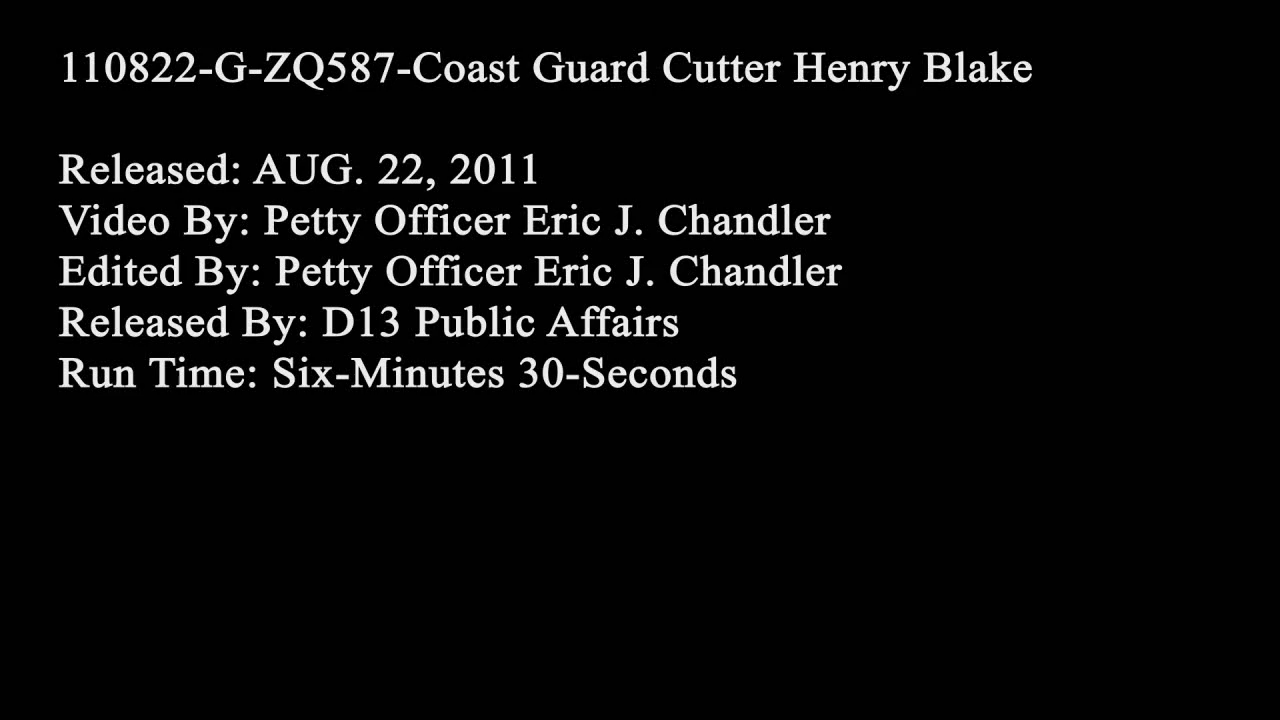 110822-G-ZQ587-Coast Guard Cutter Henry Blake
Released: AUG. 22, 2011
Video By: Petty Officer Eric J. Chandler
Edited By: Petty Officer Eric J. Chandler
Released By: D13 Public Affairs
Run Time: Six-Minutes 30-Seconds